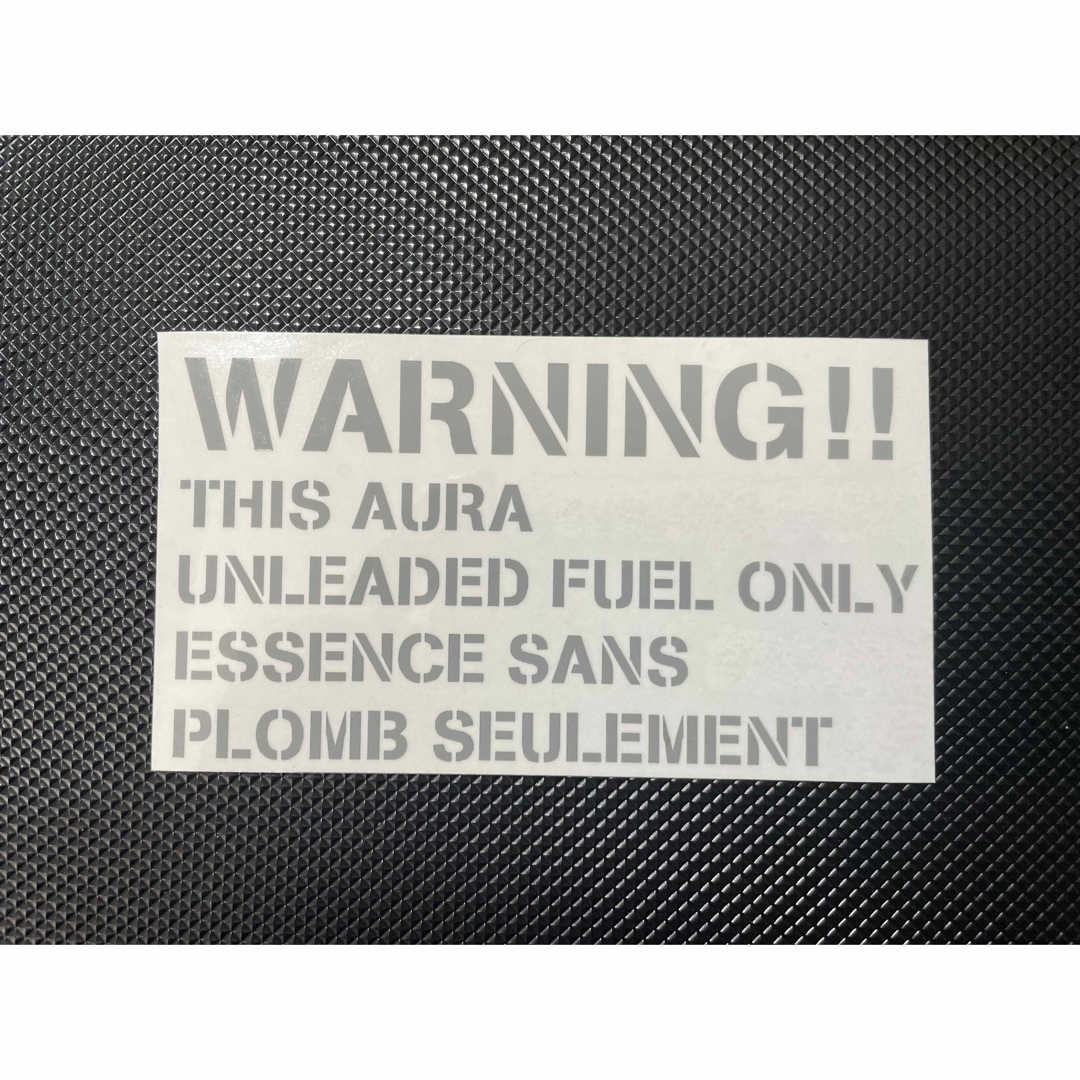 WARNING!!
THIS AURA
UNLEADED FUEL ONLY
ESSENCE SANS
PLOMB SEULEMENT